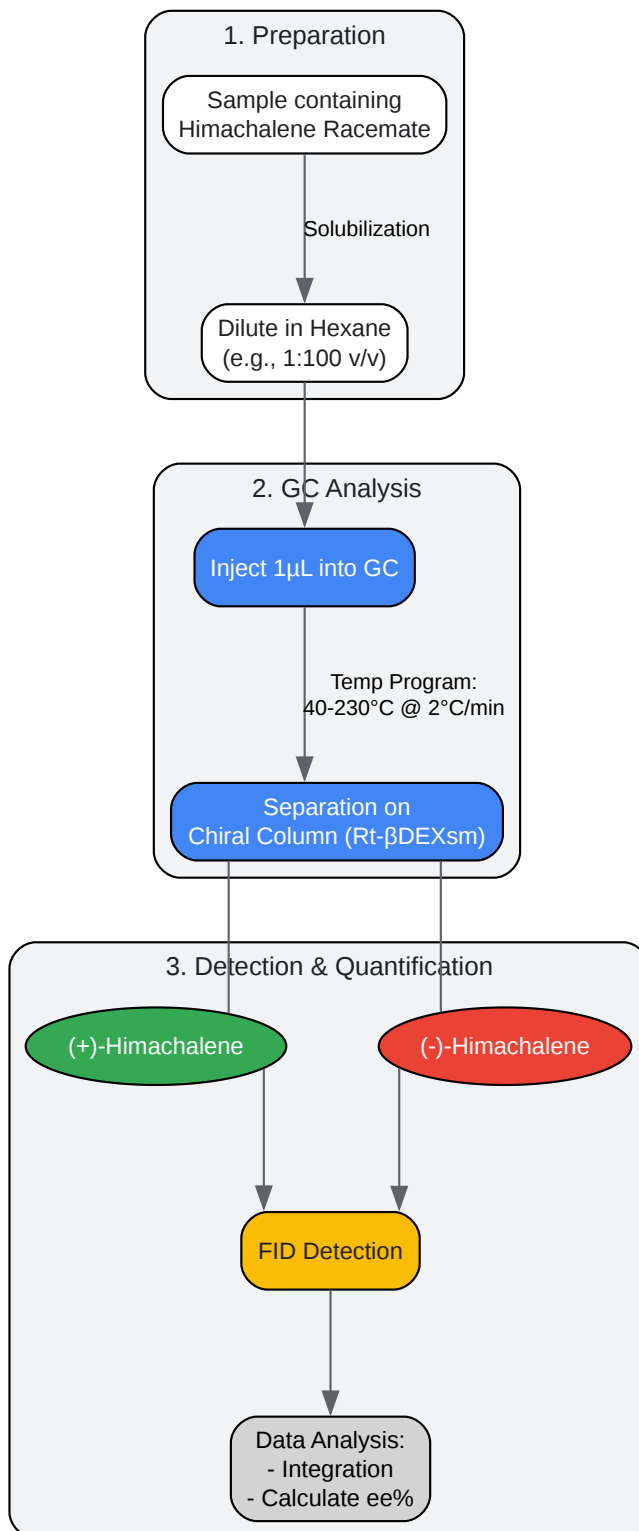 1. Preparation
Sample containing
Himachalene Racemate
Solubilization
Dilute in Hexane
(e.g., 1:100 v/v)
2. GC Analysis
Inject 1µL into GC
Temp Program:
40-230°C @ 2°C/min
Separation on
Chiral Column (Rt-βDEXsm)
3. Detection & Quantification
(+)-Himachalene
(-)-Himachalene
FID Detection
Data Analysis:
- Integration
- Calculate ee%